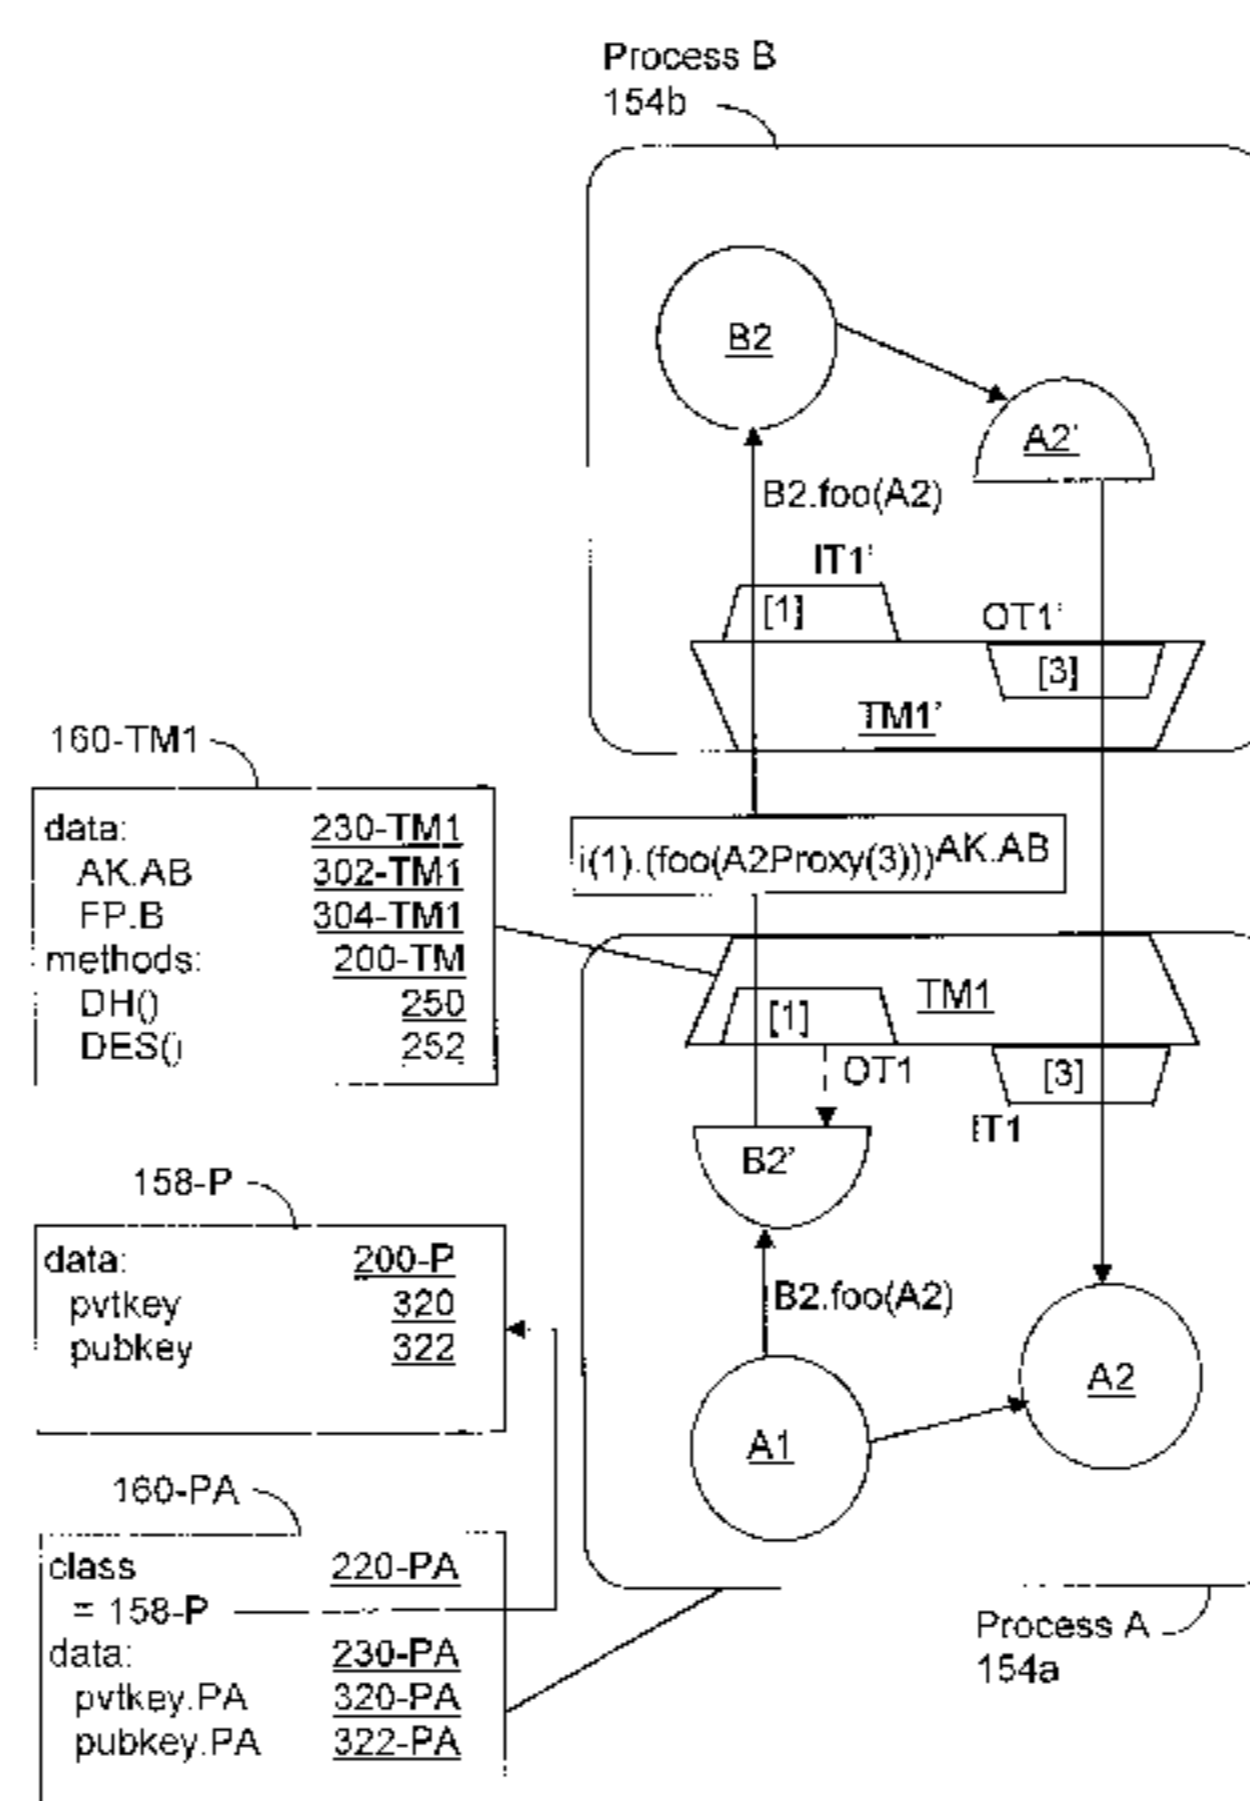 Process B
154b
B2
A2'
B2.foo(A2)
IT1'
[1]
OT1'
[3]
TM1'
160-TM1
data: 230-TM1
AK.AB 302-TM1
FP.B 304-TM1
methods: 200-TM
DH() 250
DES() 252
i(1).(foo(A2Proxy(3)))AK.AB
TM1
[1]
OT1
[3]
IT1
B2'
158-P
data: 200-P
pvtkey 320
pubkey 322
B2.foo(A2)
A2
A1
160-PA
class 220-PA
= 158-P
data: 230-PA
pvtkey.PA 320-PA
pubkey.PA 322-PA
Process A
154a